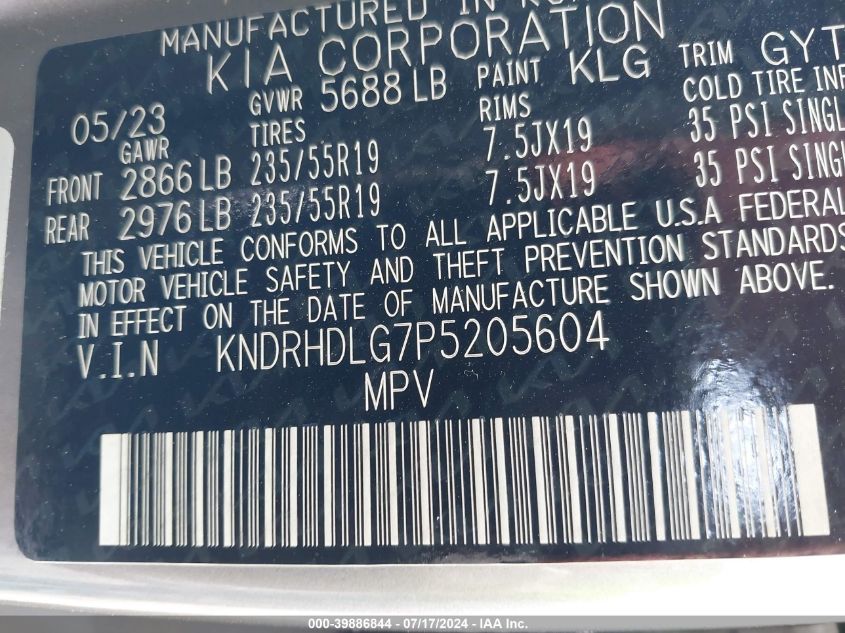 MANUFACTURED IN
KIA CORPORATION
05/23 GVWR 5688 LB PAINT KLG TRIM GYT
GAWR TIRES RIMS COLD TIRE INF
FRONT 2866 LB 235/55R19 7.5JX19 35 PSI SINGL
REAR 2976 LB 235/55R19 7.5JX19 35 PSI SINGL
THIS VEHICLE CONFORMS TO ALL APPLICABLE U.S.A FEDERAL
MOTOR VEHICLE SAFETY AND THEFT PREVENTION STANDARDS
IN EFFECT ON THE DATE OF MANUFACTURE SHOWN ABOVE.
V.I.N KNDRHDLG7P5205604
MPV
000-39886844 / 07/17/2024 - IAA Inc.